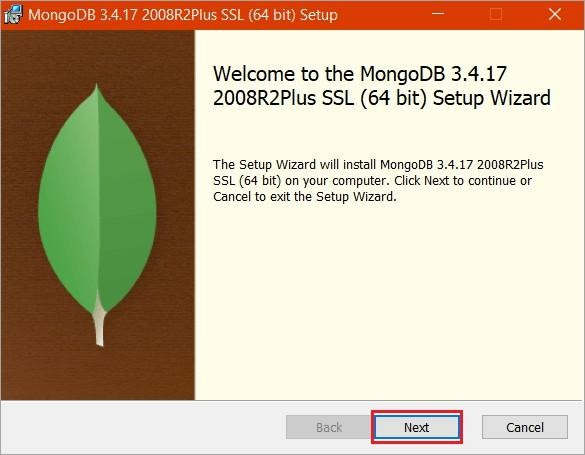 MongoDB 3.4.17 2008R2Plus SSL (64 bit) Setup
Welcome to the MongoDB 3.4.17
2008R2Plus SSL (64 bit) Setup Wizard
The Setup Wizard will install MongoDB 3.4.17 2008R2Plus
SSL (64 bit) on your computer. Click Next to continue or
Cancel to exit the Setup Wizard.
Back
Next
Cancel